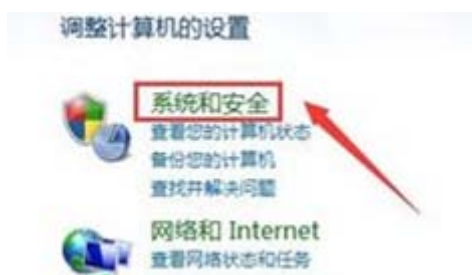 调整计算机的设置
系统和安全
查看您的计算机状态
备份您的计算机
查找并解决问题
网络和 Internet
查看网络状态和任务